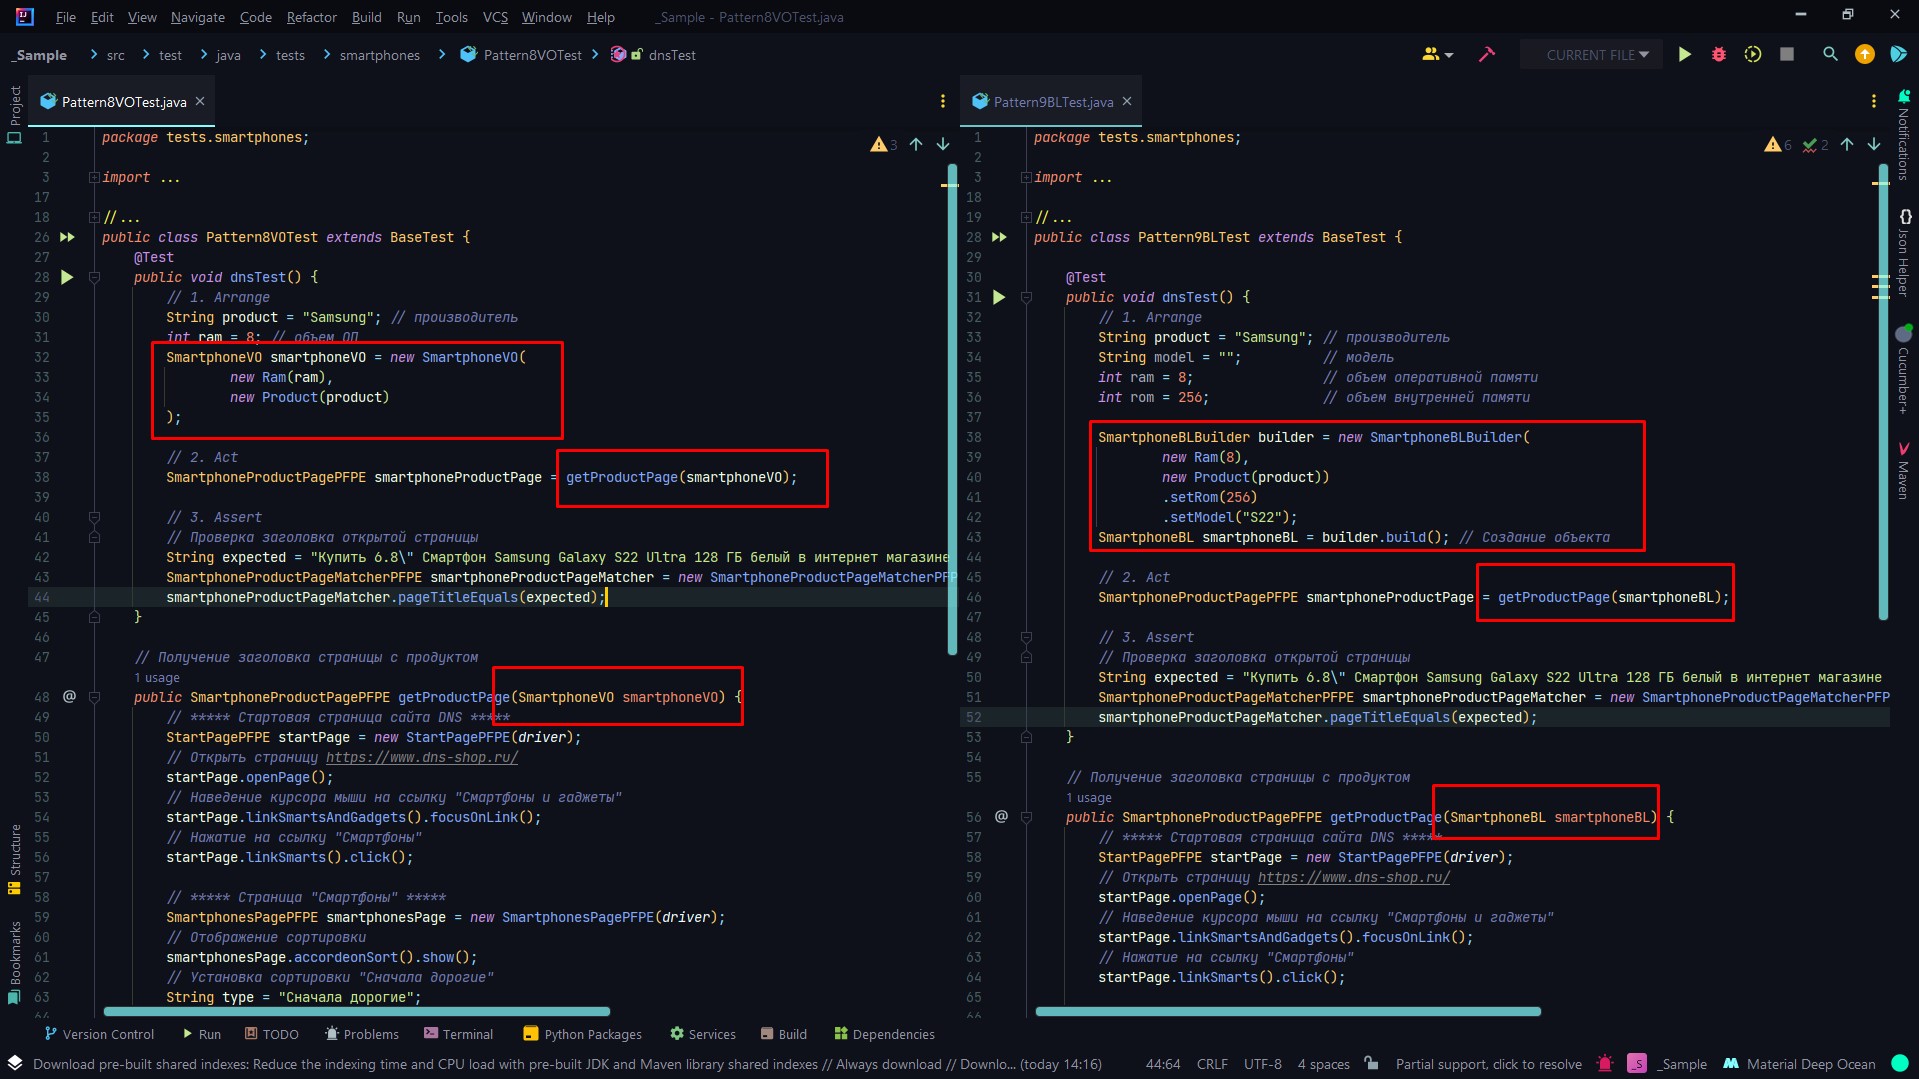 File Edit View Navigate Code Refactor Build Run Tools VCS Window Help _Sample - Pattern8VOTest.java
_Sample src test java tests smartphones Pattern8VOTest dnsTest CURRENT FILE
Project
Pattern8VOTest.java
1 package tests.smartphones;
3
2
3 import ...
17
18 //...
26 public class Pattern8VOTest extends BaseTest {
27 @Test
28 public void dnsTest() {
29 // 1. Arrange
30 String product = "Samsung"; // производитель
31 int ram = 8; // объем ОП
32 SmartphoneVO smartphoneVO = new SmartphoneVO(
33 new Ram(ram),
34 new Product(product)
35 );
36
37 // 2. Act
38 SmartphoneProductPagePFPE smartphoneProductPage = getProductPage(smartphoneVO);
39
40 // 3. Assert
41 // Проверка заголовка открытой страницы
42 String expected = "Купить 6.8\" Смартфон Samsung Galaxy S22 Ultra 128 ГБ белый в интернет магазине
43 SmartphoneProductPageMatcherPFPE smartphoneProductPageMatcher = new SmartphoneProductPageMatcherPFP
44 smartphoneProductPageMatcher.pageTitleEquals(expected);
45 }
46
47 // Получение заголовка страницы с продуктом
1 usage
48 @ public SmartphoneProductPagePFPE getProductPage(SmartphoneVO smartphoneVO) {
49 // ***** Стартовая страница сайта DNS *****
50 StartPagePFPE startPage = new StartPagePFPE(driver);
51 // Открыть страницу https://www.dns-shop.ru/
52 startPage.openPage();
53 // Наведение курсора мыши на ссылку "Смартфоны и гаджеты"
54 startPage.linkSmartsAndGadgets().focusOnLink();
55 // Нажатие на ссылку "Смартфоны"
56 startPage.linkSmarts().click();
57
58 // ***** Страница "Смартфоны" *****
59 SmartphonesPagePFPE smartphonesPage = new SmartphonesPagePFPE(driver);
60 // Отображение сортировки
61 smartphonesPage.accordeonSort().show();
62 // Установка сортировки "Сначала дорогие"
63 String type = "Сначала дорогие";
64
Structure
Bookmarks
Pattern9BLTest.java
1 package tests.smartphones;
6 2
2
3 import ...
18
19 //...
28 public class Pattern9BLTest extends BaseTest {
29
30 @Test
31 public void dnsTest() {
32 // 1. Arrange
33 String product = "Samsung"; // производитель
34 String model = ""; // модель
35 int ram = 8; // объем оперативной памяти
36 int rom = 256; // объем внутренней памяти
37
38 SmartphoneBLBuilder builder = new SmartphoneBLBuilder(
39 new Ram(8),
40 new Product(product))
41 .setRom(256)
42 .setModel("S22");
43 SmartphoneBL smartphoneBL = builder.build(); // Создание объекта
44
45 // 2. Act
46 SmartphoneProductPagePFPE smartphoneProductPage = getProductPage(smartphoneBL);
47
48 // 3. Assert
49 // Проверка заголовка открытой страницы
50 String expected = "Купить 6.8\" Смартфон Samsung Galaxy S22 Ultra 128 ГБ белый в интернет магазине
51 SmartphoneProductPageMatcherPFPE smartphoneProductPageMatcher = new SmartphoneProductPageMatcherPFP
52 smartphoneProductPageMatcher.pageTitleEquals(expected);
53 }
54
55 // Получение заголовка страницы с продуктом
1 usage
56 @ public SmartphoneProductPagePFPE getProductPage(SmartphoneBL smartphoneBL) {
57 // ***** Стартовая страница сайта DNS *****
58 StartPagePFPE startPage = new StartPagePFPE(driver);
59 // Открыть страницу https://www.dns-shop.ru/
60 startPage.openPage();
61 // Наведение курсора мыши на ссылку "Смартфоны и гаджеты"
62 startPage.linkSmartsAndGadgets().focusOnLink();
63 // Нажатие на ссылку "Смартфоны"
64 startPage.linkSmarts().click();
65
66
Notifications
{} Json Helper
Cucumber+
Maven
Version Control Run TODO Problems Terminal Python Packages Services Build Dependencies
Download pre-built shared indexes: Reduce the indexing time and CPU load with pre-built JDK and Maven library shared indexes // Always download // Downlo... (today 14:16) 44:64 CRLF UTF-8 4 spaces Partial support, click to resolve _S _Sample Material Deep Ocean